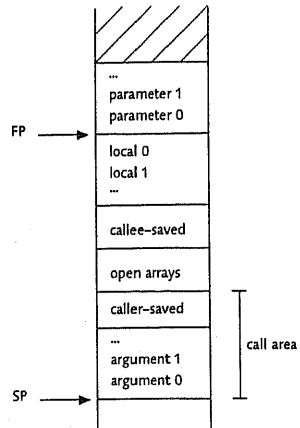 ...
parameter 1
parameter 0
FP
local 0
local 1
...
callee-saved
open arrays
caller-saved
...
call area
argument 1
argument 0
SP